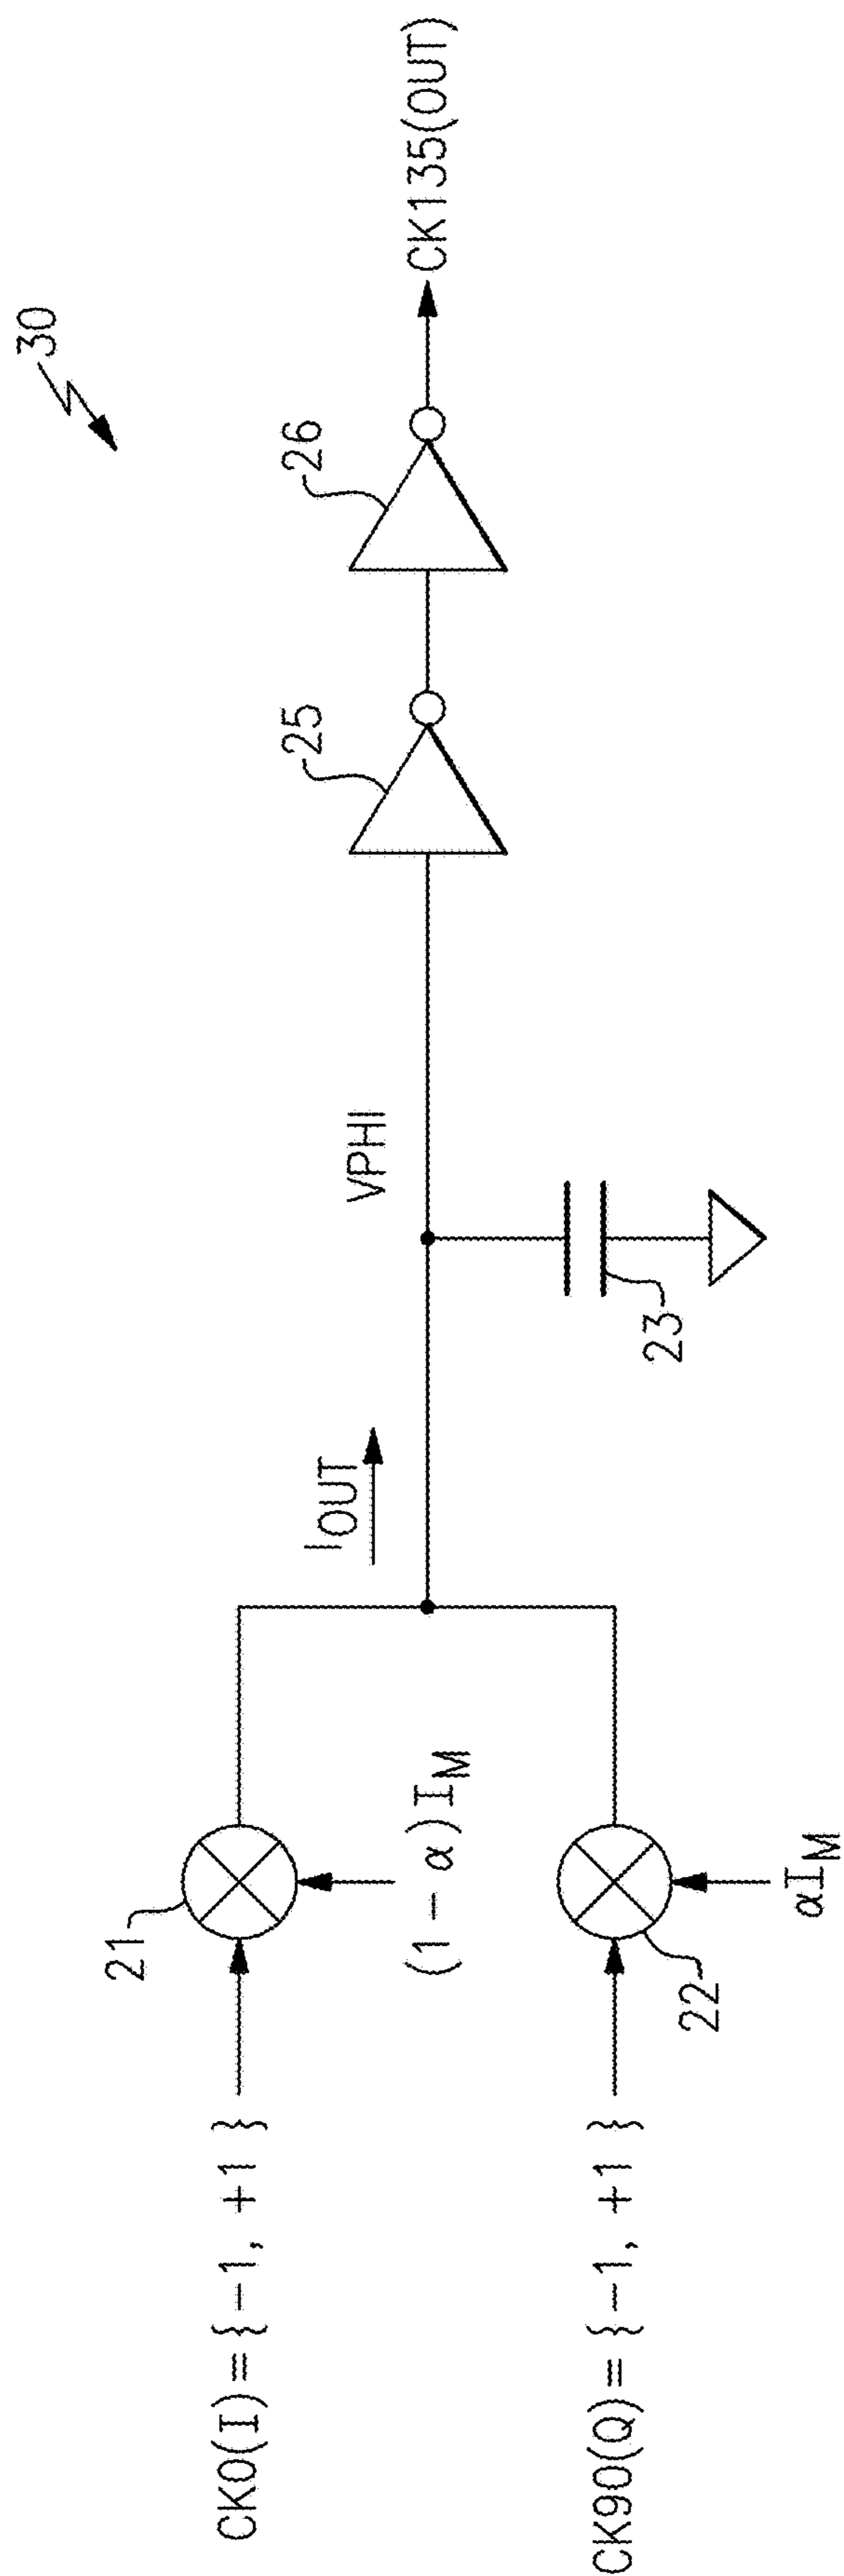 30
CK0(I)={-1, +1 }
21
(1 - α) I_M
I_OUT
VPHI
25
26
CK135(OUT)
CK90(Q)={-1, +1 }
22
αI_M
23